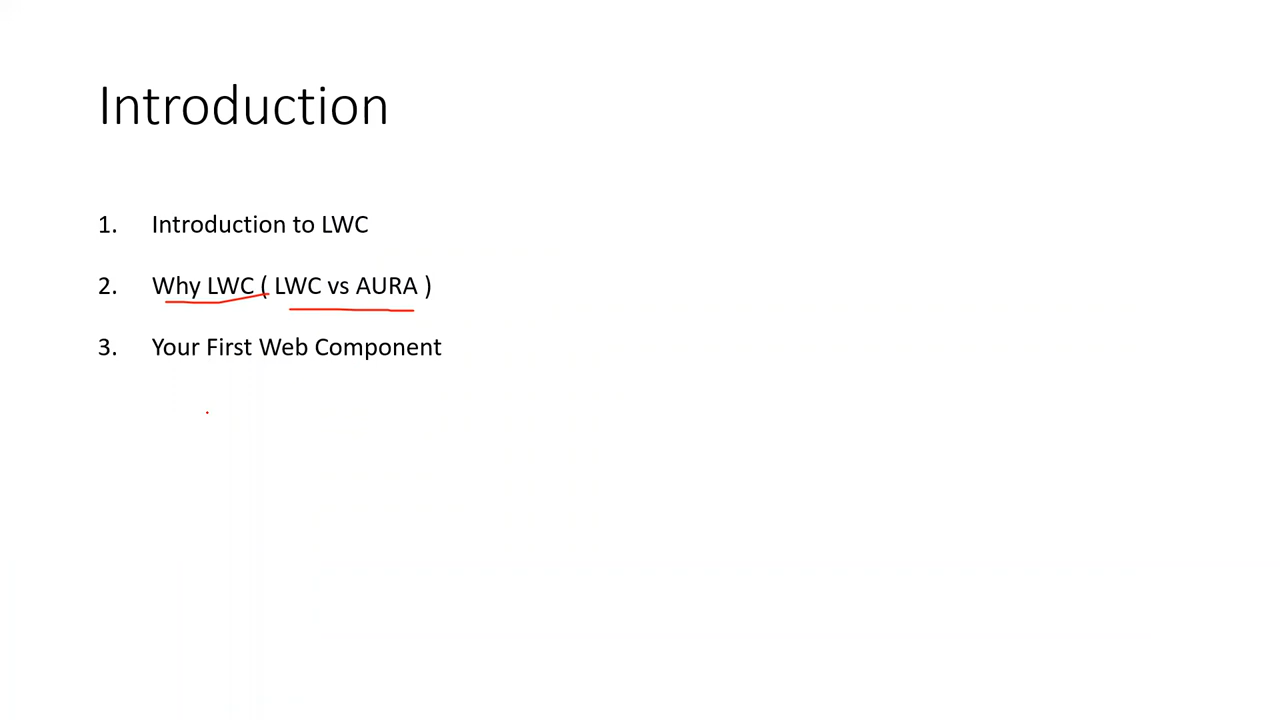 Introduction
1. Introduction to LWC
2. Why LWC ( LWC vs AURA )
3. Your First Web Component